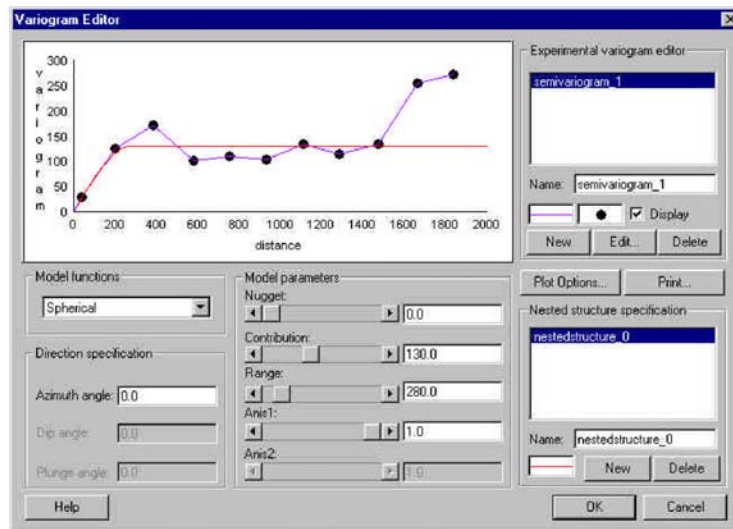 Variogram Editor
variogram
300
250
200
150
100
50
0
0 200 400 600 800 1000 1200 1400 1600 1800 2000
distance
Experimental variogram editor
semivariogram_1
Name: semivariogram_1
Display
New Edit... Delete
Model functions
Spherical
Direction specification
Azimuth angle: 0.0
Dip angle: 0.0
Plunge angle: 0.0
Model parameters
Nugget:
0.0
Contribution:
130.0
Range:
280.0
Anis1:
1.0
Anis2:
1.0
Plot Options... Print...
Nested structure specification
nestedstructure_0
Name: nestedstructure_0
New Delete
Help
OK Cancel